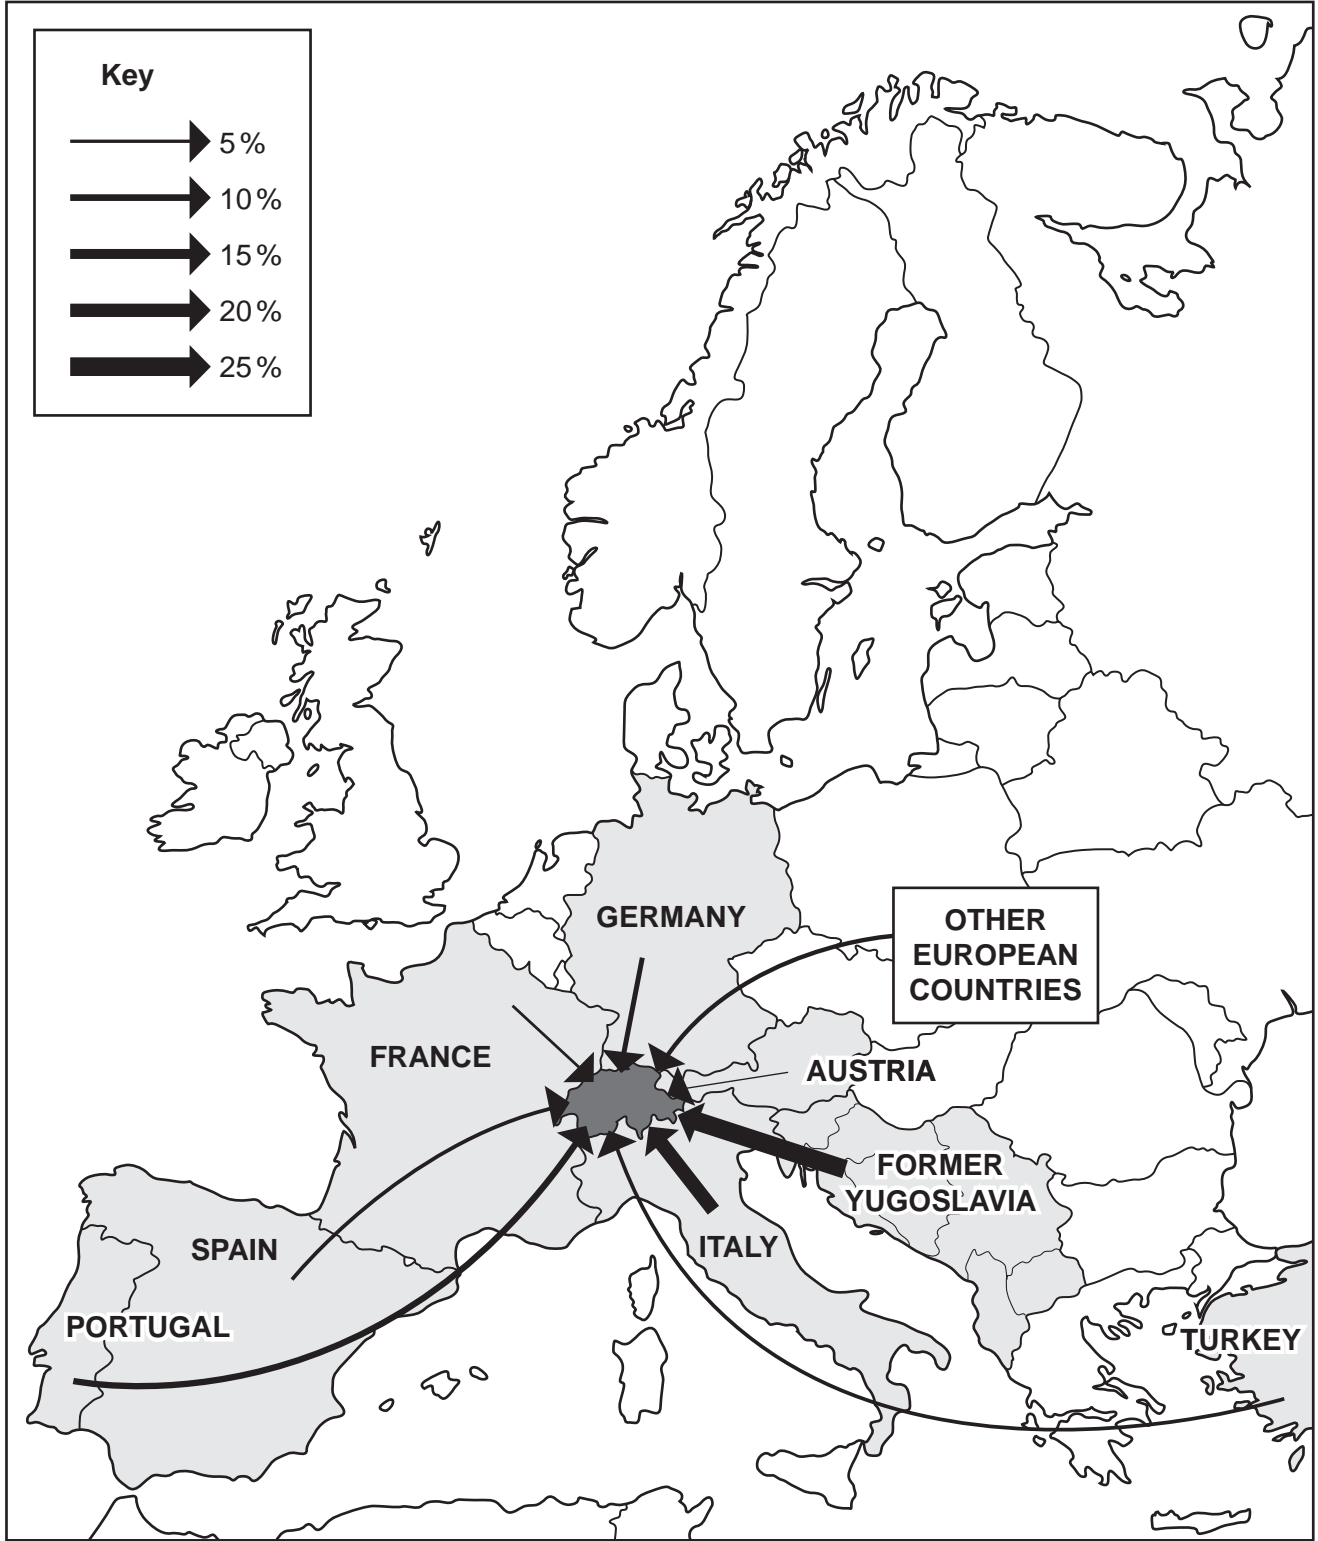 Key
5%
10%
15%
20%
25%
GERMANY
OTHER
EUROPEAN
COUNTRIES
FRANCE
AUSTRIA
FORMER
YUGOSLAVIA
SPAIN
ITALY
PORTUGAL
TURKEY